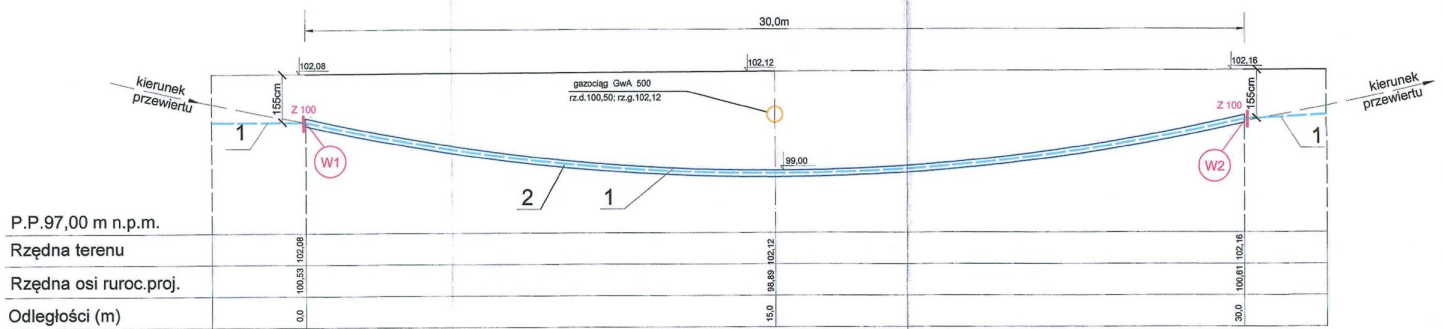 30,0m
102,08
102,12
102,16
kierunek
przewiertu
155cm
gazociąg GwA 500
rz.d.100,50; rz.g.102,12
155cm
kierunek
przewiertu
Z 100
Z 100
1
W1
99,00
W2
1
2
1
P.P.97,00 m n.p.m.
Rzędna terenu
102,08
102,12
102,16
Rzędna osi ruroc.proj.
100,53
98,89
100,61
Odległości (m)
0,0
15,0
30,0